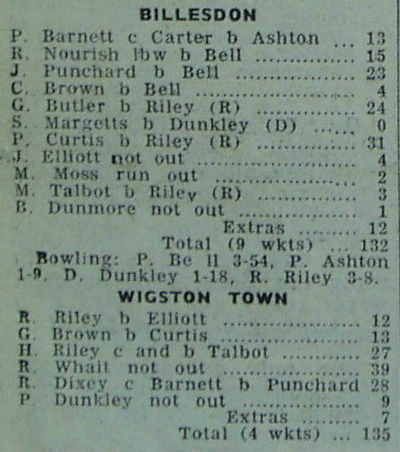 BILLESDON
P. Barnett c Carter b Ashton ... 13
R. Nourish lbw b Bell ............ 15
J. Punchard b Bell ............... 23
C. Brown b Bell .................. 4
G. Butler b Riley (R) ............ 24
S. Margetts b Dunkley (D) ...... 0
P. Curtis b Riley (R) ............ 31
J. Elliott not out ............... 4
M. Moss run out ................. 2
M. Talbot b Riley (R) ............ 3
B. Dunmore not out .............. 1
Extras ......... 12
Total (9 wkts) ... 132
Bowling: P. Be ll 3-54, P. Ashton
1-9, D. Dunkley 1-18, R. Riley 3-8.
WIGSTON TOWN
R. Riley b Elliott ............... 12
G. Brown b Curtis ............... 13
H. Riley c and b Talbot ......... 27
R. Whait not out ................ 39
R. Dixey c Barnett b Punchard 28
P. Dunkley not out .............. 9
Extras ......... 7
Total (4 wkts) ... 135